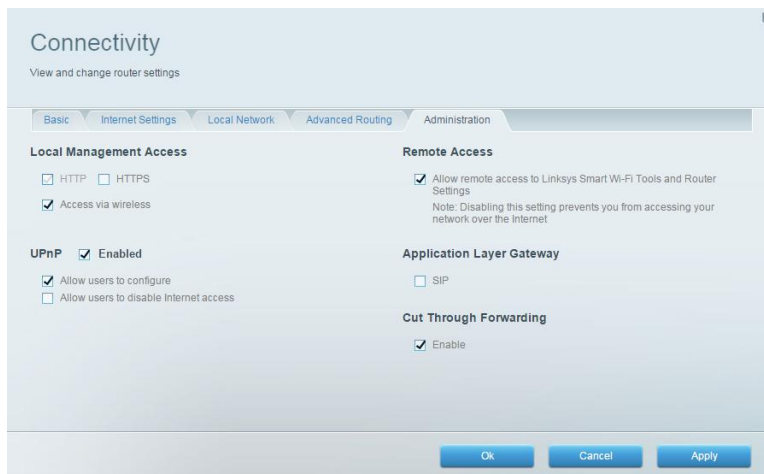 Connectivity
View and change router settings
Basic
Internet Settings
Local Network
Advanced Routing
Administration
Local Management Access
HTTP
HTTPS
Access via wireless
UPnP
Enabled
Allow users to configure
Allow users to disable Internet access
Remote Access
Allow remote access to Linksys Smart Wi-Fi Tools and Router
Settings
Note: Disabling this setting prevents you from accessing your
network over the Internet
Application Layer Gateway
SIP
Cut Through Forwarding
Enable
Ok
Cancel
Apply